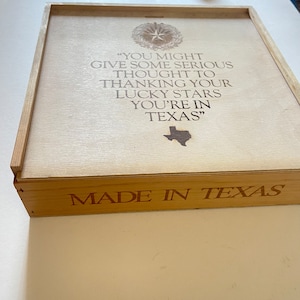 “YOU MIGHT
GIVE SOME SERIOUS
THOUGHT TO
THANKING YOUR
LUCKY STARS
YOU'RE IN
TEXAS”
MADE IN TEXAS